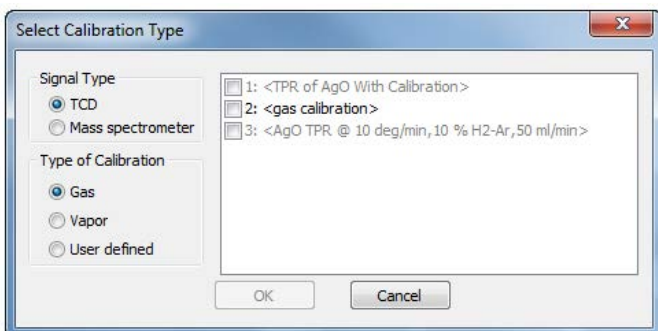 Select Calibration Type
Signal Type
TCD
Mass spectrometer
Type of Calibration
Gas
Vapor
User defined
1: <TPR of AgO With Calibration>
2: <gas calibration>
3: <AgO TPR @ 10 deg/min,10 % H2-Ar,50 ml/min>
OK
Cancel